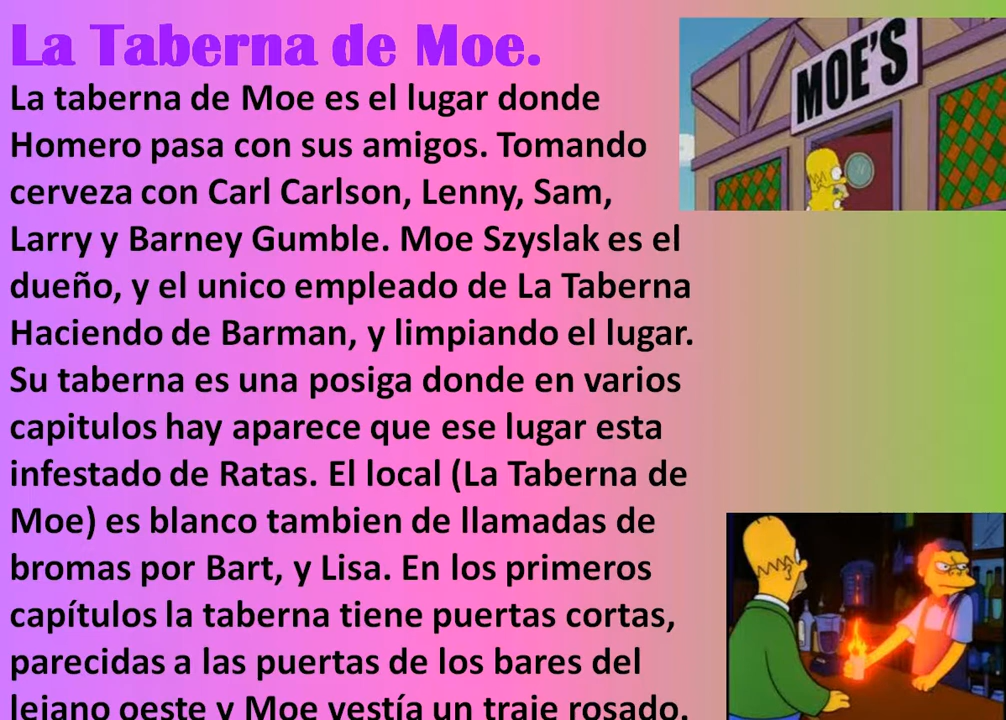 La Taberna de Moe.
La taberna de Moe es el lugar donde
Homero pasa con sus amigos. Tomando
cerveza con Carl Carlson, Lenny, Sam,
Larry y Barney Gumble. Moe Szyslak es el
dueño, y el unico empleado de La Taberna
Haciendo de Barman, y limpiando el lugar.
Su taberna es una posiga donde en varios
capitulos hay aparece que ese lugar esta
infestado de Ratas. El local (La Taberna de
Moe) es blanco tambien de llamadas de
bromas por Bart, y Lisa. En los primeros
capítulos la taberna tiene puertas cortas,
parecidas a las puertas de los bares del
lejano oeste y Moe vestía un traje rosado.
MOE'S